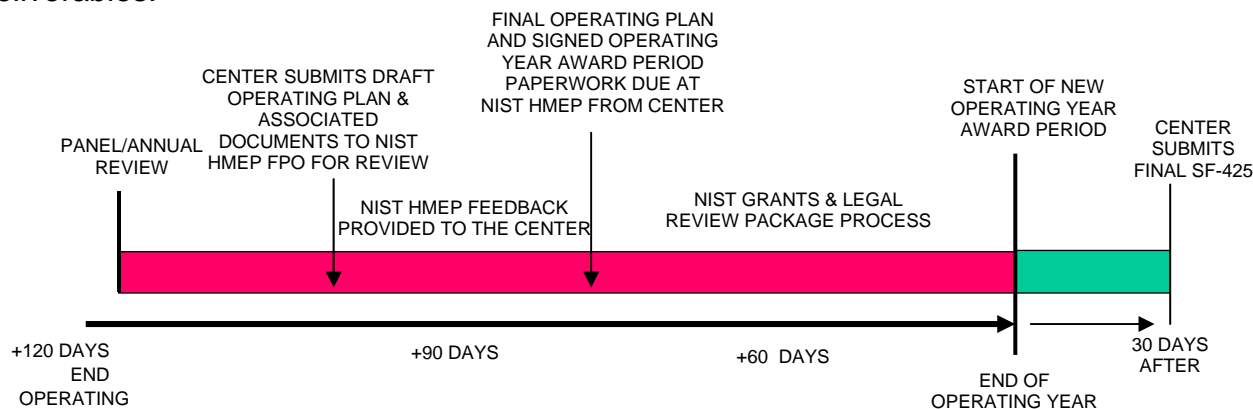 FINAL OPERATING PLAN
AND SIGNED OPERATING
YEAR AWARD PERIOD
PAPERWORK DUE AT
NIST HMEP FROM CENTER
CENTER SUBMITS DRAFT
OPERATING PLAN &
ASSOCIATED
DOCUMENTS TO NIST
HMEP FPO FOR REVIEW
START OF NEW
OPERATING YEAR
AWARD PERIOD
CENTER
SUBMITS
FINAL SF-425
PANEL/ANNUAL
REVIEW
NIST HMEP FEEDBACK
PROVIDED TO THE CENTER
NIST GRANTS & LEGAL
REVIEW PACKAGE PROCESS
+120 DAYS
END
OPERATING
+90 DAYS
+60 DAYS
END OF
OPERATING YEAR
30 DAYS
AFTER